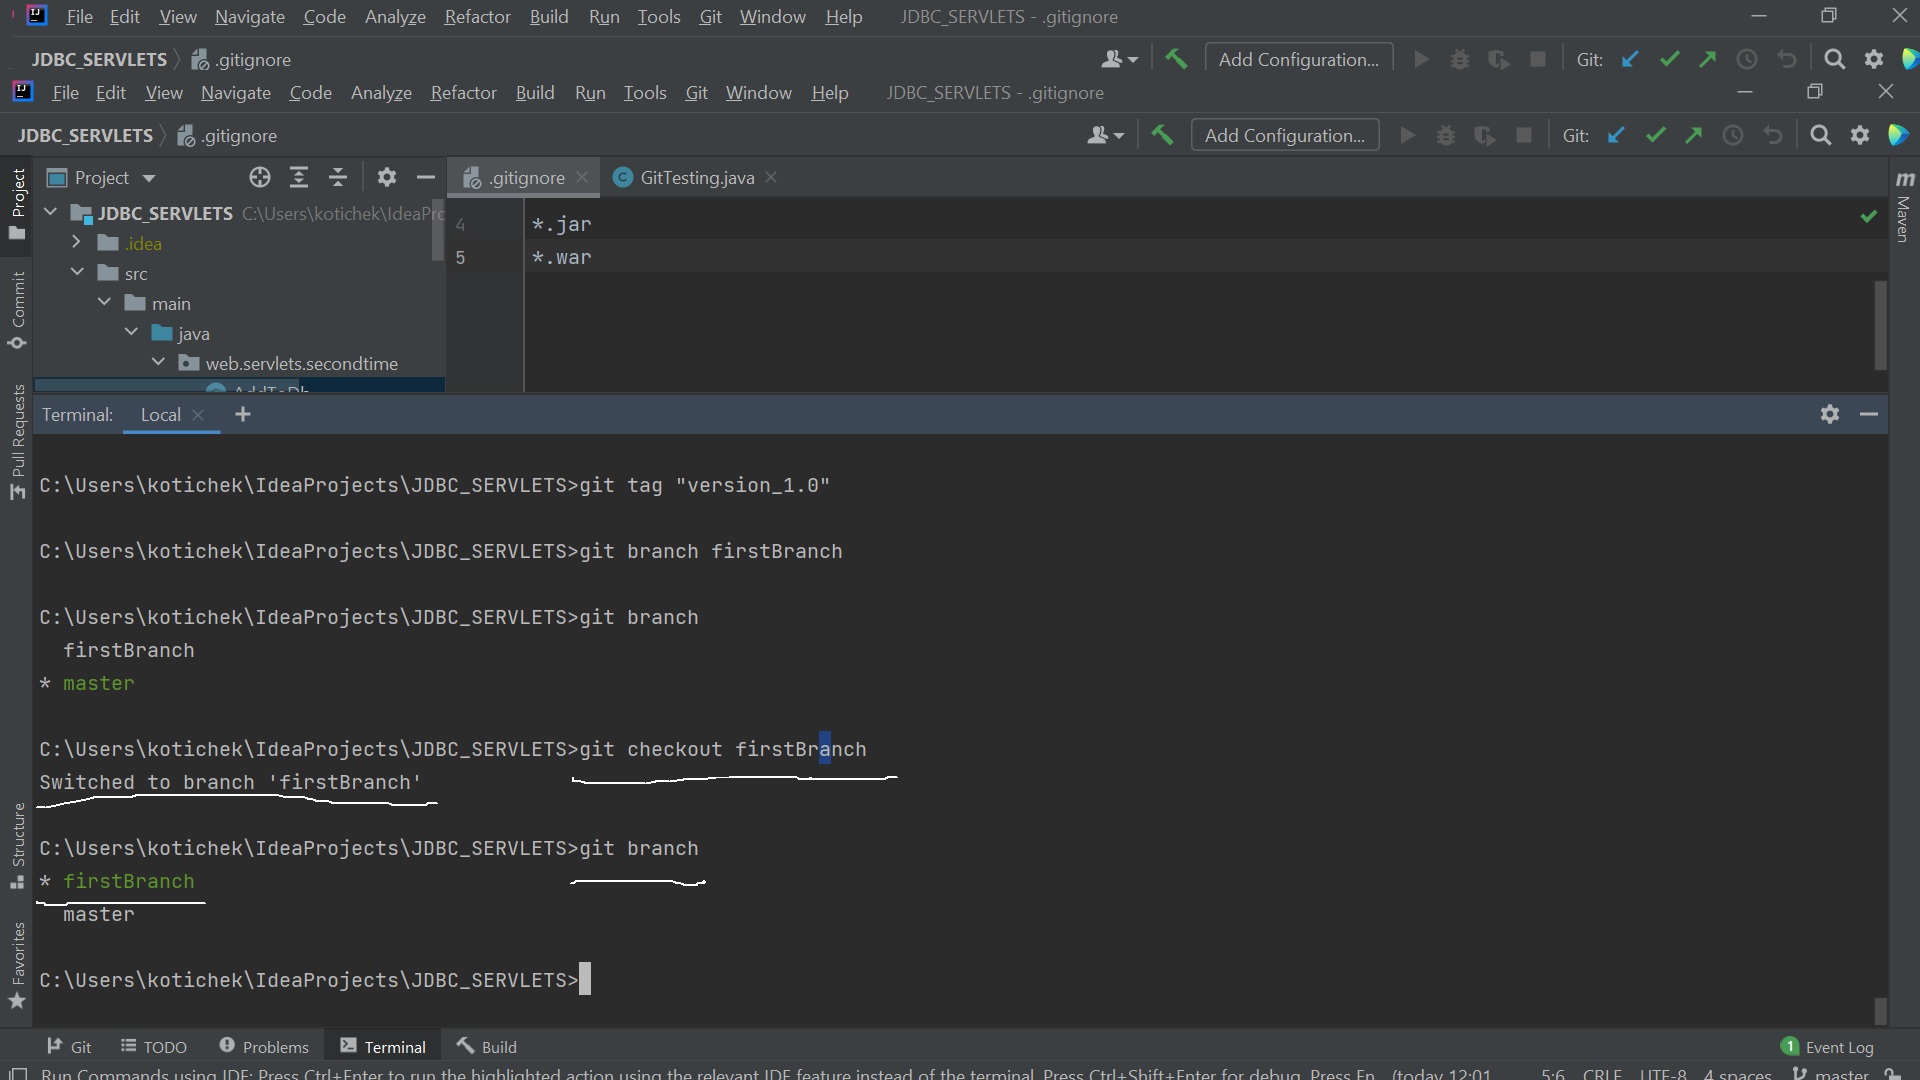 File Edit View Navigate Code Analyze Refactor Build Run Tools Git Window Help JDBC_SERVLETS - .gitignore
JDBC_SERVLETS .gitignore Add Configuration... Git:
File Edit View Navigate Code Analyze Refactor Build Run Tools Git Window Help JDBC_SERVLETS - .gitignore
JDBC_SERVLETS .gitignore Add Configuration... Git:
Project
Project
.gitignore
GitTesting.java
m Maven
JDBC_SERVLETS C:\Users\kotichek\IdeaPro
.idea
src
main
java
web.servlets.secondtime
AddToDb
4 *.jar
5 *.war
Commit
Pull Requests
Structure
Favorites
Terminal: Local
C:\Users\kotichek\IdeaProjects\JDBC_SERVLETS>git tag "version_1.0"
C:\Users\kotichek\IdeaProjects\JDBC_SERVLETS>git branch firstBranch
C:\Users\kotichek\IdeaProjects\JDBC_SERVLETS>git branch
firstBranch
* master
C:\Users\kotichek\IdeaProjects\JDBC_SERVLETS>git checkout firstBranch
Switched to branch 'firstBranch'
C:\Users\kotichek\IdeaProjects\JDBC_SERVLETS>git branch
* firstBranch
master
C:\Users\kotichek\IdeaProjects\JDBC_SERVLETS>
Git TODO Problems Terminal Build 1 Event Log
Run Commands using IDE: Press Ctrl+Enter to run the highlighted action using the relevant IDE feature instead of the terminal. Press Ctrl+Shift+Enter for debug. Press En... (today 12:01 5:6 CRLF UTF-8 4 spaces master